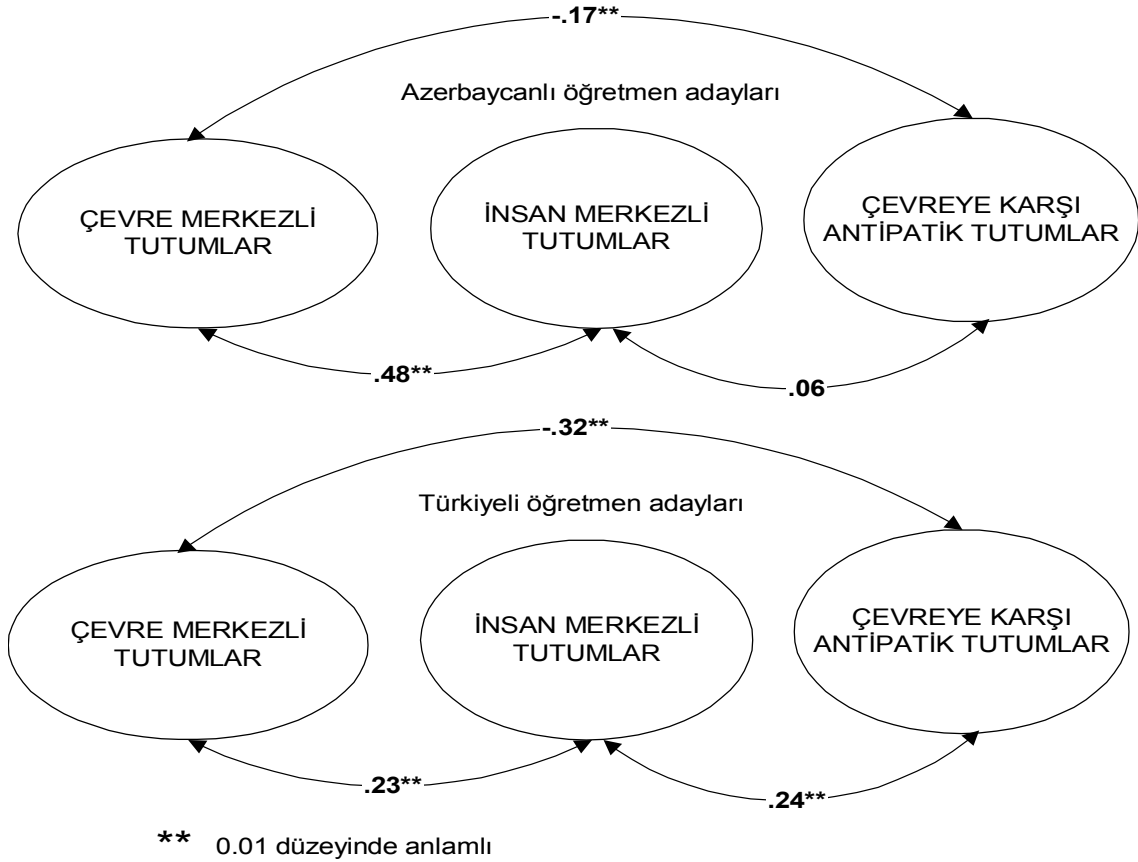 -.17**
Azerbaycanlı öğretmen adayları
ÇEVRE MERKEZLİ
TUTUMLAR
İNSAN MERKEZLİ
TUTUMLAR
ÇEVREYE KARŞI
ANTİPATİK TUTUMLAR
.48**
.06
-.32**
Türkiyeli öğretmen adayları
ÇEVRE MERKEZLİ
TUTUMLAR
İNSAN MERKEZLİ
TUTUMLAR
ÇEVREYE KARŞI
ANTİPATİK TUTUMLAR
.23**
.24**
** 0.01 düzeyinde anlamlı